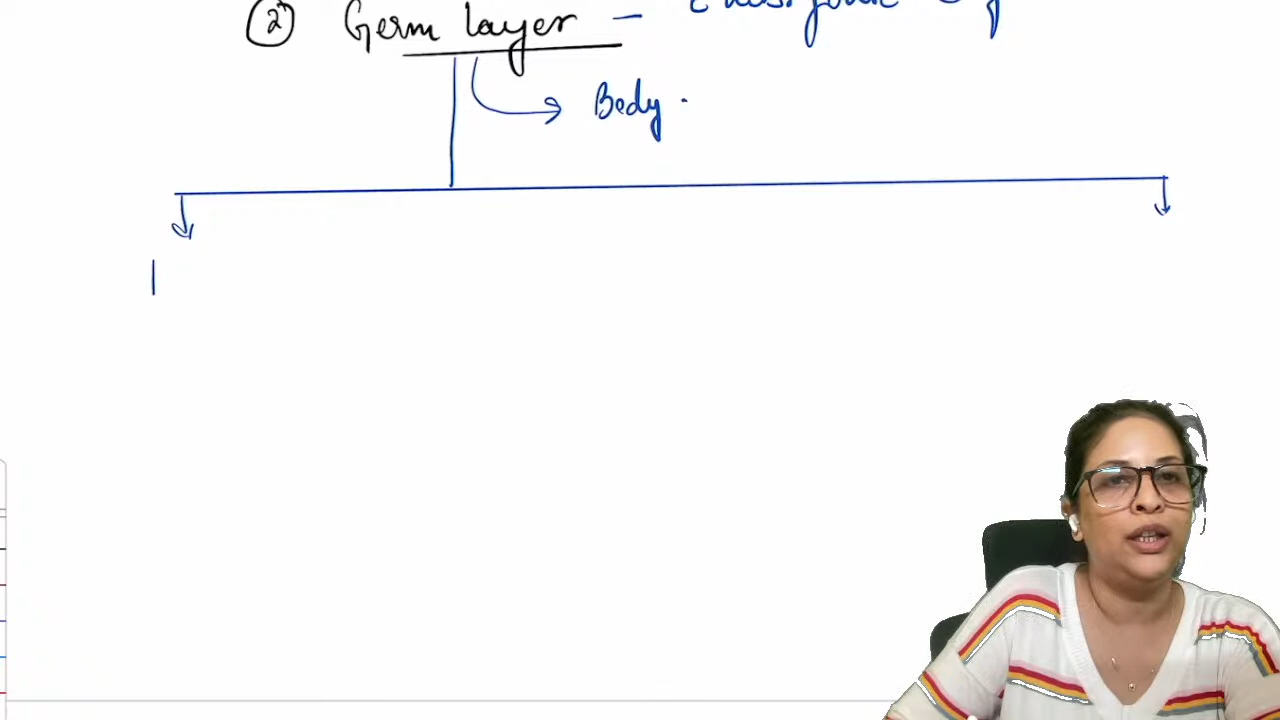 ② Germ layer –
Body.